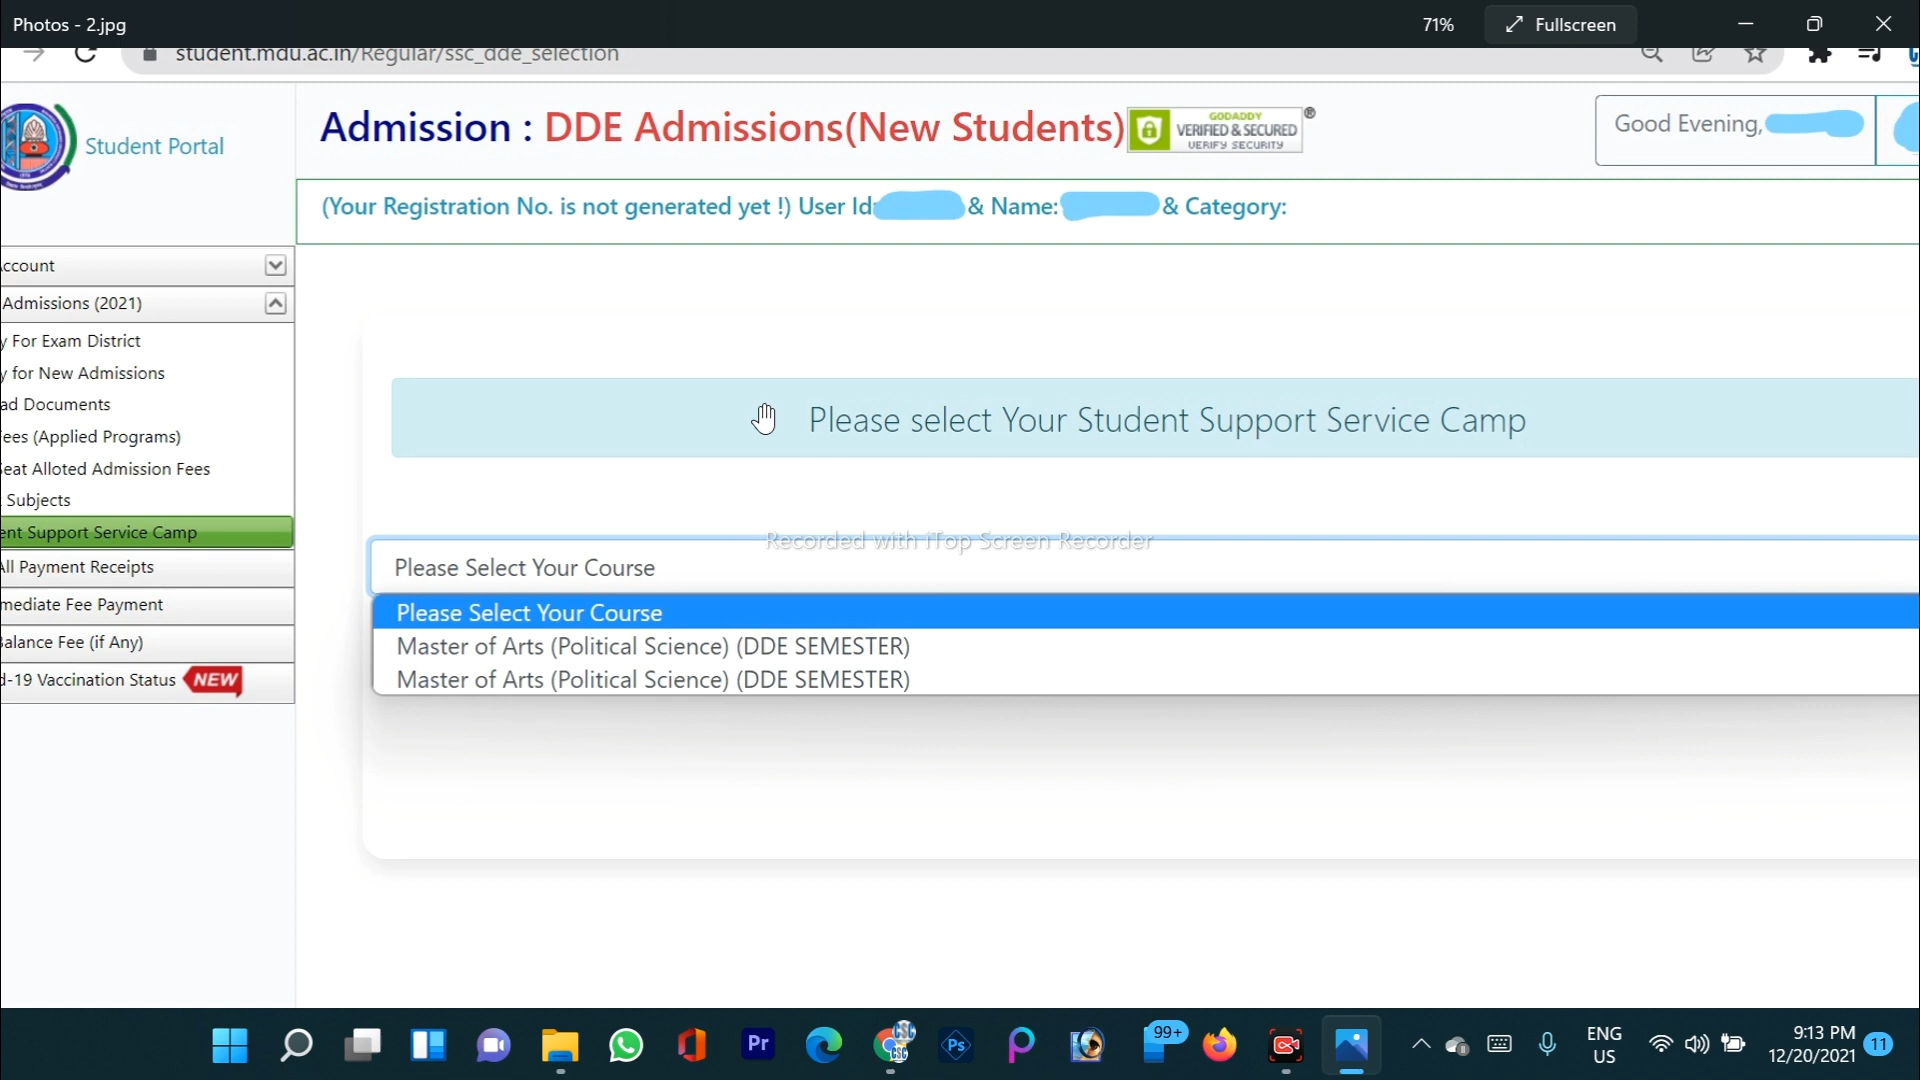 Photos - 2.jpg
71%
Fullscreen
student.mdu.ac.in/Regular/ssc_dde_selection
Student Portal
Admission : DDE Admissions(New Students)
GODADDY
VERIFIED & SECURED
VERIFY SECURITY
®
Good Evening,
(Your Registration No. is not generated yet !) User Id: & Name: & Category:
ccount
Admissions (2021)
y For Exam District
y for New Admissions
ad Documents
ees (Applied Programs)
eat Alloted Admission Fees
Subjects
ent Support Service Camp
All Payment Receipts
mediate Fee Payment
Balance Fee (if Any)
d-19 Vaccination Status NEW
Please select Your Student Support Service Camp
Recorded with iTop Screen Recorder
Please Select Your Course
Please Select Your Course
Master of Arts (Political Science) (DDE SEMESTER)
Master of Arts (Political Science) (DDE SEMESTER)
Pr
CSC
CSC
Ps
99+
ENG
US
9:13 PM
12/20/2021
11